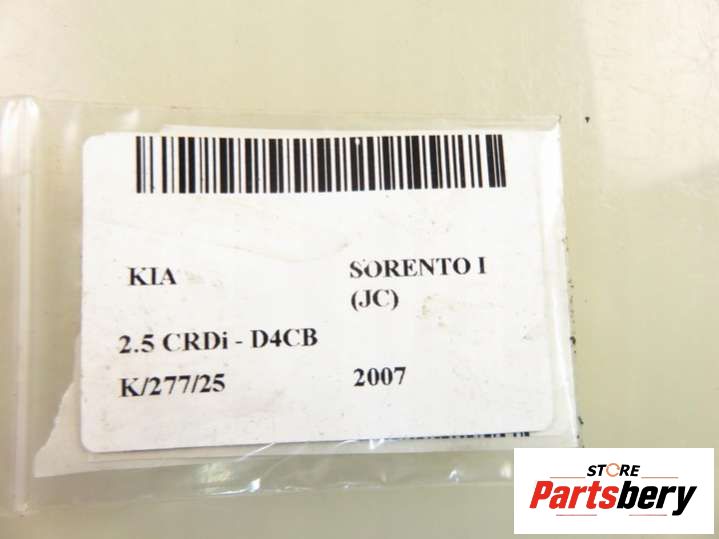 KIA SORENTO I
(JC)
2.5 CRDi - D4CB
K/277/25 2007
STORE
Partsbery